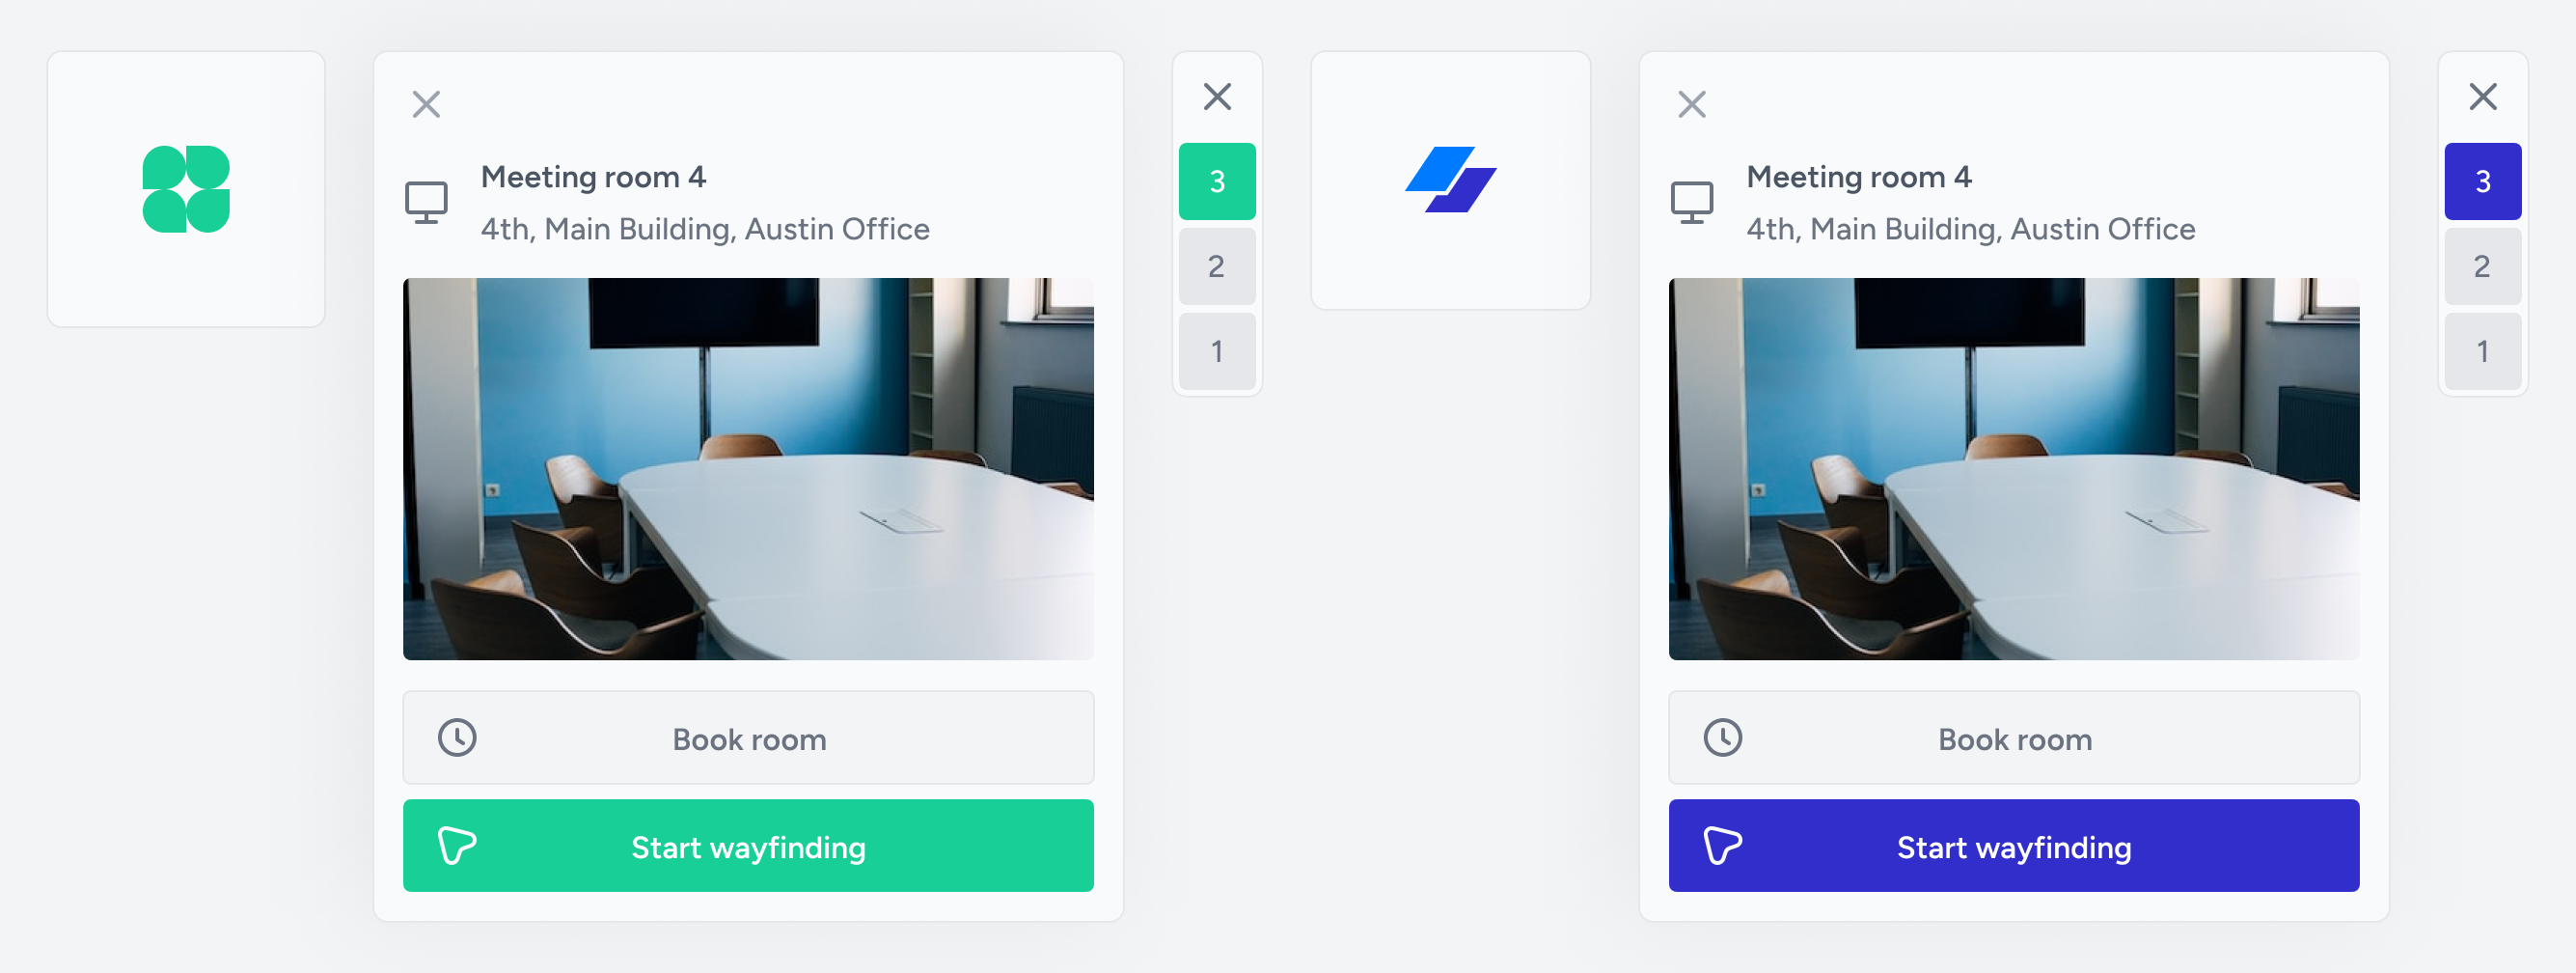 Meeting room 4
4th, Main Building, Austin Office
Book room
Start wayfinding
3
2
1
Meeting room 4
4th, Main Building, Austin Office
Book room
Start wayfinding
3
2
1